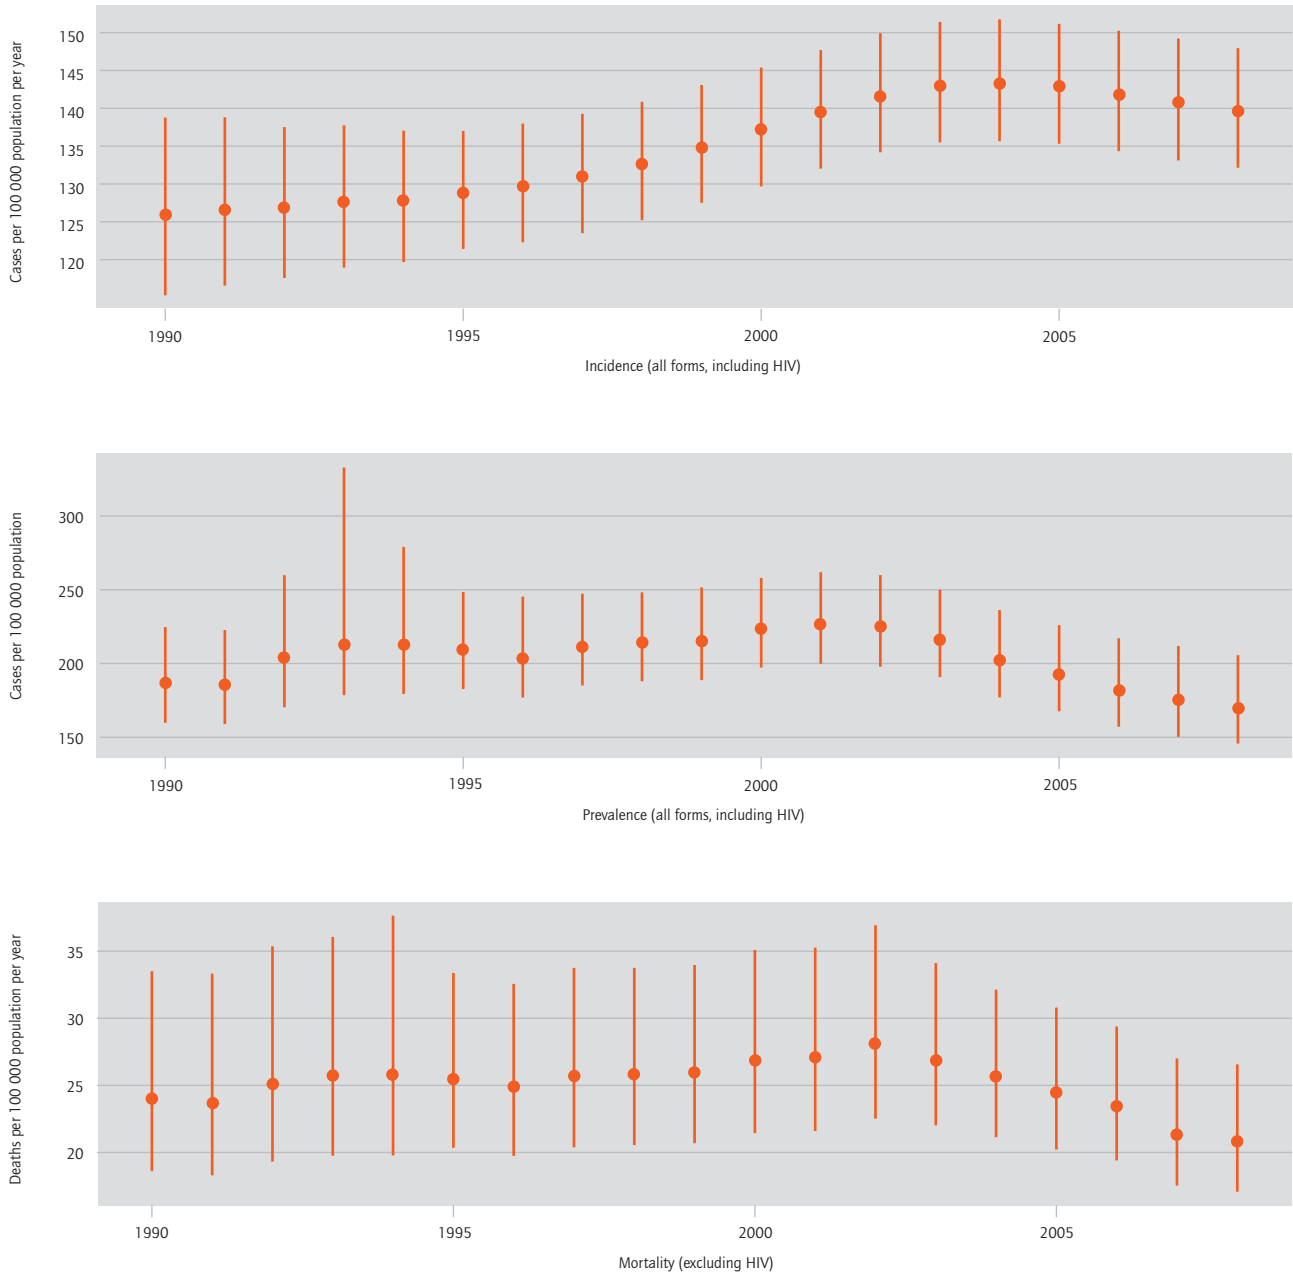 Cases per 100 000 population per year
150
145
140
135
130
125
120
1990 1995 2000 2005
Incidence (all forms, including HIV)
Cases per 100 000 population
300
250
200
150
1990 1995 2000 2005
Prevalence (all forms, including HIV)
Deaths per 100 000 population per year
35
30
25
20
1990 1995 2000 2005
Mortality (excluding HIV)